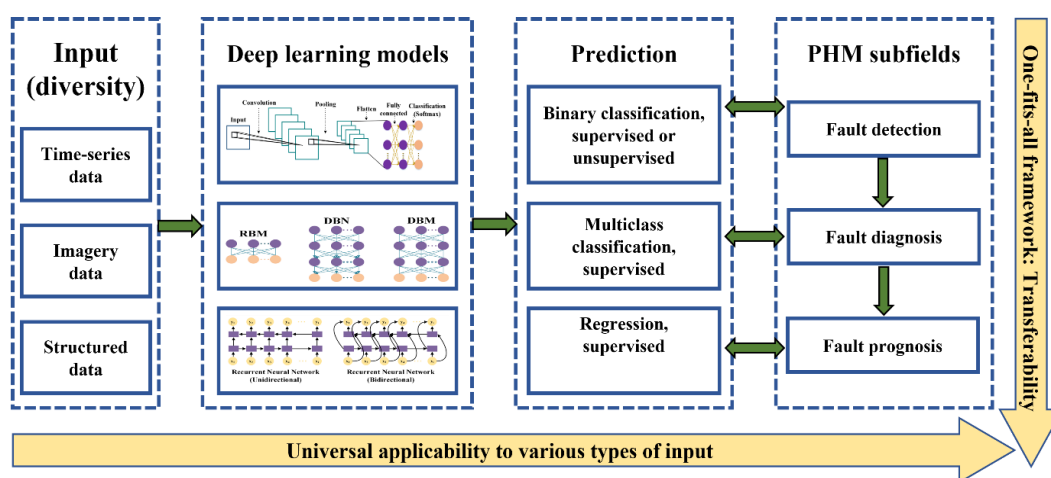 Input
(diversity)
Time-series
data
Imagery
data
Structured
data
Deep learning models
Convolution
Pooling
Flatten
Fully
connected
Classification
(Softmax)
Input
RBM
DBN
DBM
Recurrent Neural Network
(Unidirectional)
Recurrent Neural Network
(Bidirectional)
Prediction
Binary classification,
supervised or
unsupervised
Multiclass
classification,
supervised
Regression,
supervised
PHM subfields
Fault detection
Fault diagnosis
Fault prognosis
One-fits-all framework: Transferability
Universal applicability to various types of input